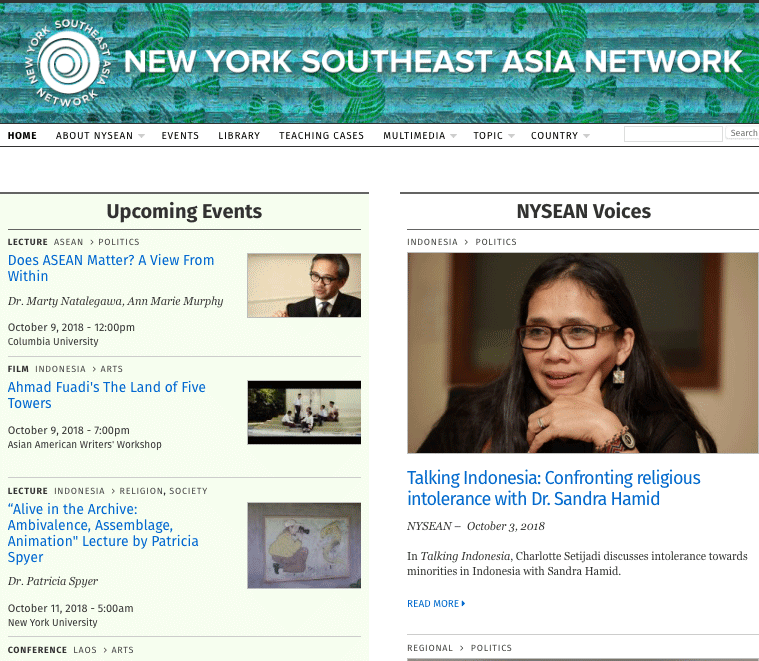 NEW YORK SOUTHEAST ASIA NETWORK
NEW YORK SOUTHEAST ASIA NETWORK
HOME ABOUT NYSEAN EVENTS LIBRARY TEACHING CASES MULTIMEDIA TOPIC COUNTRY Search
Upcoming Events
LECTURE ASEAN > POLITICS
Does ASEAN Matter? A View From
Within
Dr. Marty Natalegawa, Ann Marie Murphy
October 9, 2018 - 12:00pm
Columbia University
FILM INDONESIA > ARTS
Ahmad Fuadi's The Land of Five
Towers
October 9, 2018 - 7:00pm
Asian American Writers' Workshop
LECTURE INDONESIA > RELIGION, SOCIETY
“Alive in the Archive:
Ambivalence, Assemblage,
Animation" Lecture by Patricia
Spyer
Dr. Patricia Spyer
October 11, 2018 - 5:00am
New York University
CONFERENCE LAOS > ARTS
NYSEAN Voices
INDONESIA > POLITICS
Talking Indonesia: Confronting religious
intolerance with Dr. Sandra Hamid
NYSEAN – October 3, 2018
In Talking Indonesia, Charlotte Setijadi discusses intolerance towards
minorities in Indonesia with Sandra Hamid.
READ MORE
REGIONAL > POLITICS